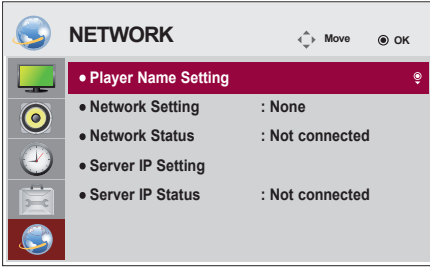 NETWORK Move OK
● Player Name Setting
● Network Setting : None
● Network Status : Not connected
● Server IP Setting
● Server IP Status : Not connected